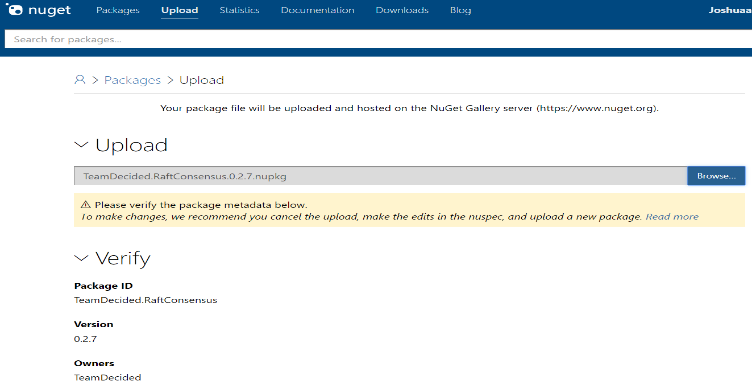 nuget Packages Upload Statistics Documentation Downloads Blog Joshuaa
Search for packages...
> Packages > Upload
Your package file will be uploaded and hosted on the NuGet Gallery server (https://www.nuget.org).
Upload
TeamDecided.RaftConsensus.0.2.7.nupkg Browse...
Please verify the package metadata below.
To make changes, we recommend you cancel the upload, make the edits in the nuspec, and upload a new package. Read more
Verify
Package ID
TeamDecided.RaftConsensus
Version
0.2.7
Owners
TeamDecided